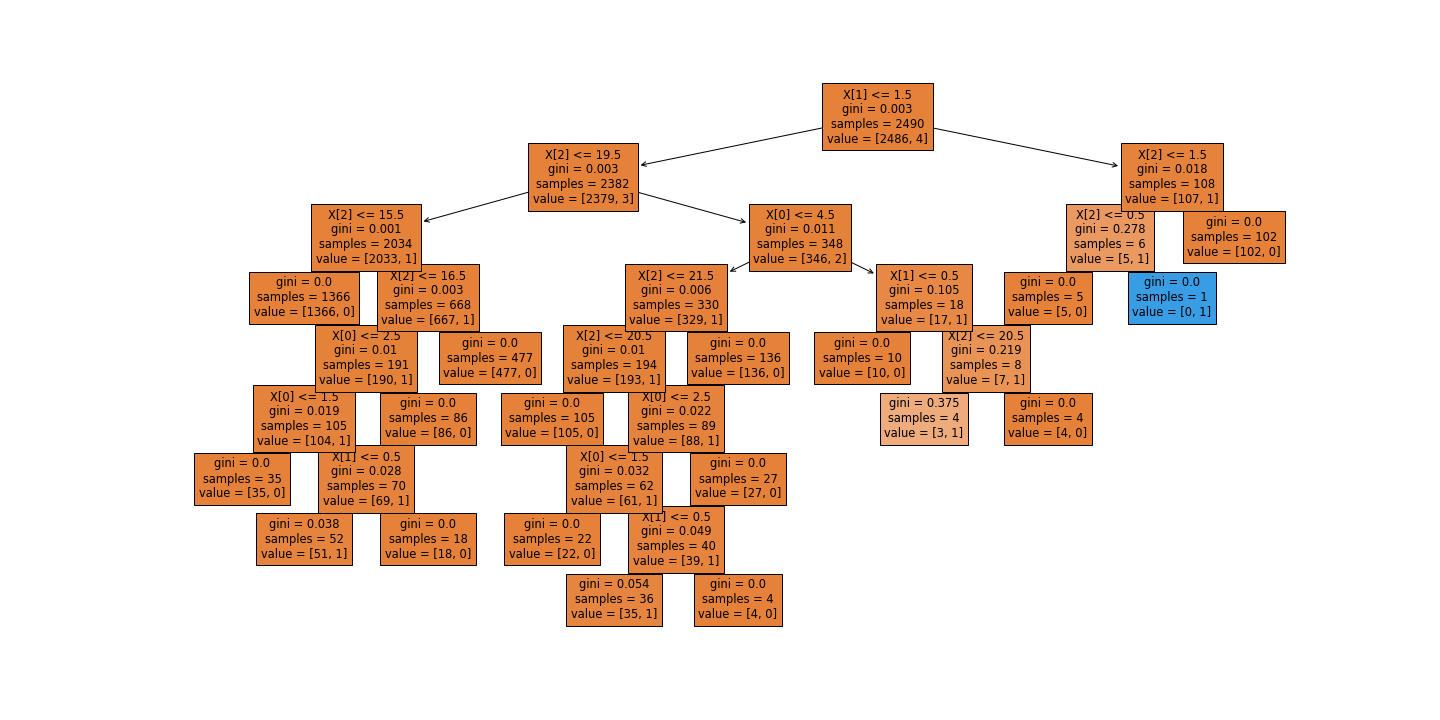 X[1] <= 1.5
gini = 0.003
samples = 2490
value = [2486, 4]
X[2] <= 19.5
gini = 0.003
samples = 2382
value = [2379, 3]
X[2] <= 1.5
gini = 0.018
samples = 108
value = [107, 1]
X[2] <= 15.5
gini = 0.001
samples = 2034
value = [2033, 1]
X[0] <= 4.5
gini = 0.011
samples = 348
value = [346, 2]
X[2] <= 0.5
gini = 0.278
samples = 6
value = [5, 1]
gini = 0.0
samples = 102
value = [102, 0]
gini = 0.0
samples = 1366
value = [1366, 0]
X[2] <= 16.5
gini = 0.003
samples = 668
value = [667, 1]
X[2] <= 21.5
gini = 0.006
samples = 330
value = [329, 1]
X[1] <= 0.5
gini = 0.105
samples = 18
value = [17, 1]
gini = 0.0
samples = 5
value = [5, 0]
gini = 0.0
samples = 1
value = [0, 1]
X[0] <= 2.5
gini = 0.01
samples = 191
value = [190, 1]
gini = 0.0
samples = 477
value = [477, 0]
X[2] <= 20.5
gini = 0.01
samples = 194
value = [193, 1]
gini = 0.0
samples = 136
value = [136, 0]
gini = 0.0
samples = 10
value = [10, 0]
X[2] <= 20.5
gini = 0.219
samples = 8
value = [7, 1]
X[0] <= 1.5
gini = 0.019
samples = 105
value = [104, 1]
gini = 0.0
samples = 86
value = [86, 0]
gini = 0.0
samples = 105
value = [105, 0]
X[0] <= 2.5
gini = 0.022
samples = 89
value = [88, 1]
gini = 0.375
samples = 4
value = [3, 1]
gini = 0.0
samples = 4
value = [4, 0]
gini = 0.0
samples = 35
value = [35, 0]
X[1] <= 0.5
gini = 0.028
samples = 70
value = [69, 1]
X[0] <= 1.5
gini = 0.032
samples = 62
value = [61, 1]
gini = 0.0
samples = 27
value = [27, 0]
gini = 0.038
samples = 52
value = [51, 1]
gini = 0.0
samples = 18
value = [18, 0]
gini = 0.0
samples = 22
value = [22, 0]
X[1] <= 0.5
gini = 0.049
samples = 40
value = [39, 1]
gini = 0.054
samples = 36
value = [35, 1]
gini = 0.0
samples = 4
value = [4, 0]